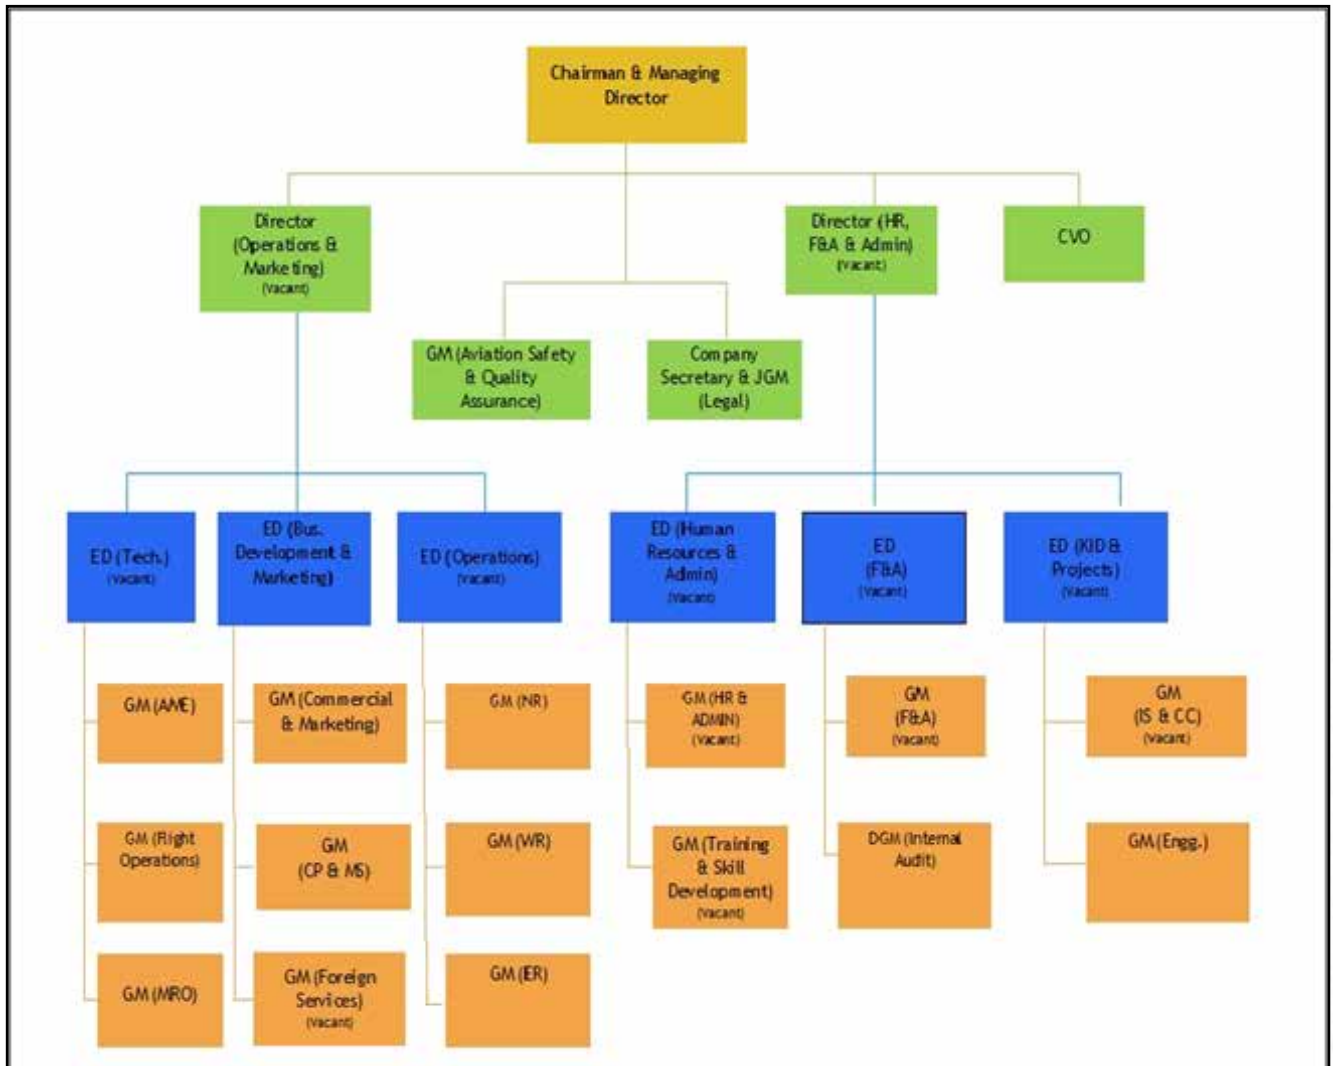 Chairman & Managing
Director
Director
(Operations &
Marketing)
(Vacant)
Director (HR,
F&A & Admin)
(Vacant)
CVO
GM (Aviation Safety
& Quality
Assurance)
Company
Secretary & JGM
(Legal)
ED (Tech.)
(Vacant)
ED (Bus.
Development &
Marketing)
ED (Operations)
(Vacant)
ED (Human
Resources &
Admin)
(Vacant)
ED
(F&A)
(Vacant)
ED (KID &
Projects)
(Vacant)
GM (AME)
GM (Commercial
& Marketing)
GM (NR)
GM (HR &
ADMIN)
(Vacant)
GM
(F&A)
(Vacant)
GM
(IS & CC)
(Vacant)
GM (Flight
Operations)
GM
(CP & MS)
GM (WR)
GM (Training
& Skill
Development)
(Vacant)
DGM (Internal
Audit)
GM (Engg.)
GM (MRO)
GM (Foreign
Services)
(Vacant)
GM (ER)